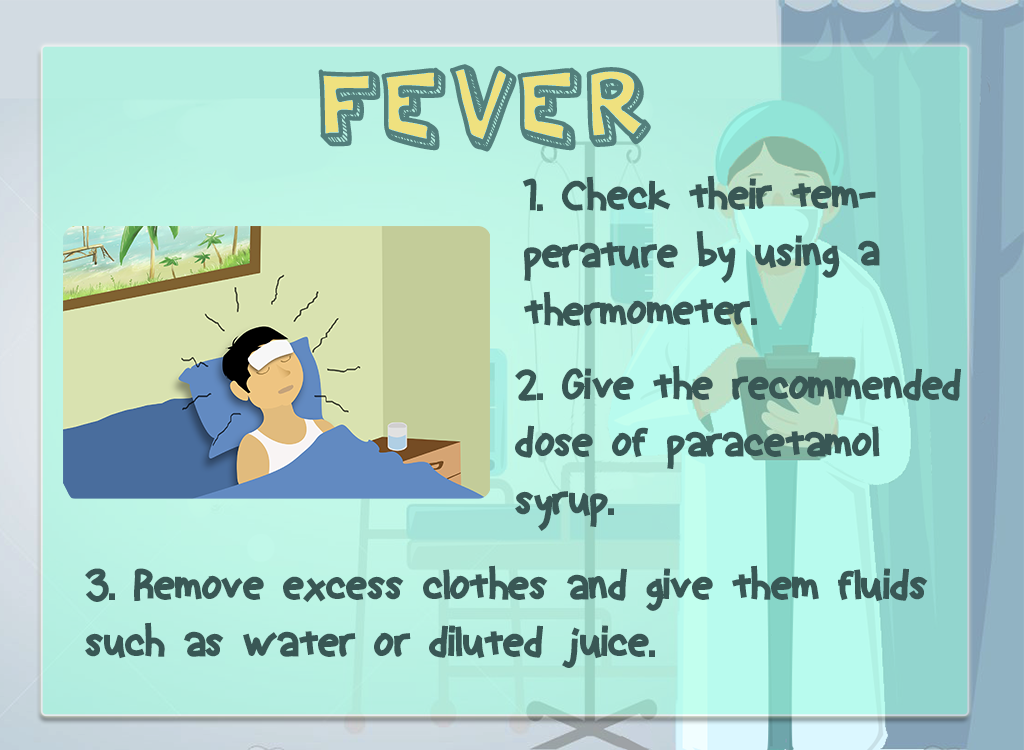 FEVER
1. Check their tem-
perature by using a
thermometer.
2. Give the recommended
dose of paracetamol
syrup.
3. Remove excess clothes and give them fluids
such as water or diluted juice.